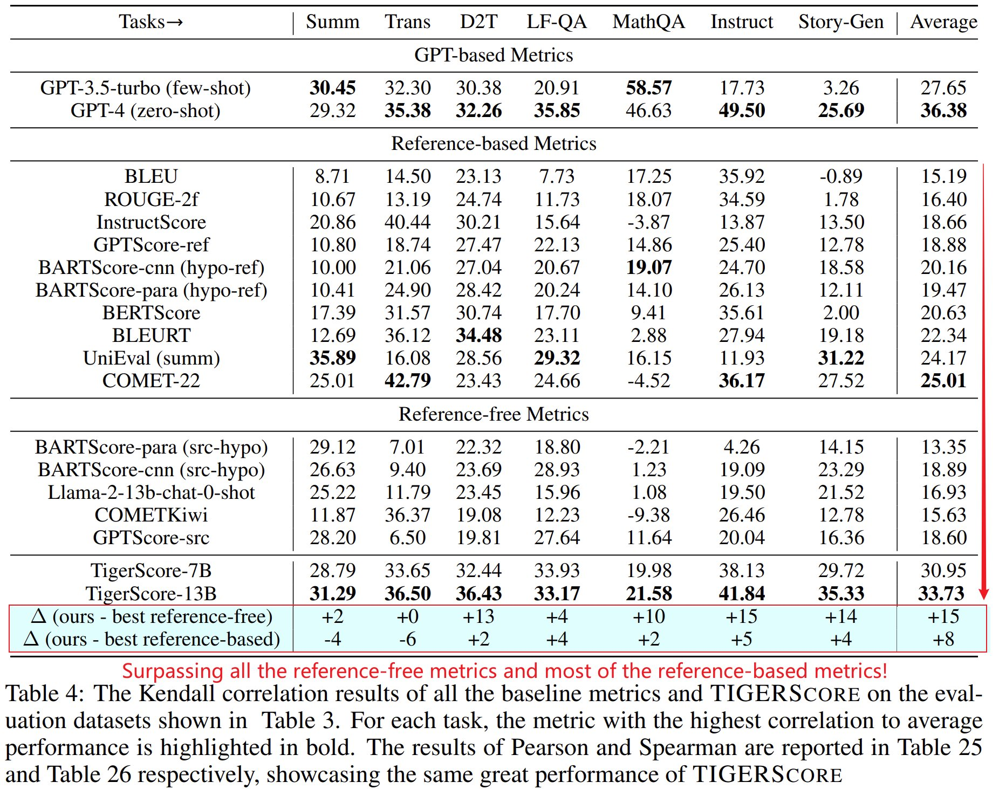 Tasks→ Summ Trans D2T LF-QA MathQA Instruct Story-Gen Average
GPT-based Metrics
GPT-3.5-turbo (few-shot) 30.45 32.30 30.38 20.91 58.57 17.73 3.26 27.65
GPT-4 (zero-shot) 29.32 35.38 32.26 35.85 46.63 49.50 25.69 36.38
Reference-based Metrics
BLEU 8.71 14.50 23.13 7.73 17.25 35.92 -0.89 15.19
ROUGE-2f 10.67 13.19 24.74 11.73 18.07 34.59 1.78 16.40
InstructScore 20.86 40.44 30.21 15.64 -3.87 13.87 13.50 18.66
GPTScore-ref 10.80 18.74 27.47 22.13 14.86 25.40 12.78 18.88
BARTScore-cnn (hypo-ref) 10.00 21.06 27.04 20.67 19.07 24.70 18.58 20.16
BARTScore-para (hypo-ref) 10.41 24.90 28.42 20.24 14.10 26.13 12.11 19.47
BERTScore 17.39 31.57 30.74 17.70 9.41 35.61 2.00 20.63
BLEURT 12.69 36.12 34.48 23.11 2.88 27.94 19.18 22.34
UniEval (summ) 35.89 16.08 28.56 29.32 16.15 11.93 31.22 24.17
COMET-22 25.01 42.79 23.43 24.66 -4.52 36.17 27.52 25.01
Reference-free Metrics
BARTScore-para (src-hypo) 29.12 7.01 22.32 18.80 -2.21 4.26 14.15 13.35
BARTScore-cnn (src-hypo) 26.63 9.40 23.69 28.93 1.23 19.09 23.29 18.89
Llama-2-13b-chat-0-shot 25.22 11.79 23.45 15.96 1.08 19.50 21.52 16.93
COMETKiwi 11.87 36.37 19.08 12.23 -9.38 26.46 12.78 15.63
GPTScore-src 28.20 6.50 19.81 27.64 11.64 20.04 16.36 18.60
TigerScore-7B 28.79 33.65 32.44 33.93 19.98 38.13 29.72 30.95
TigerScore-13B 31.29 36.50 36.43 33.17 21.58 41.84 35.33 33.73
Δ (ours - best reference-free) +2 +0 +13 +4 +10 +15 +14 +15
Δ (ours - best reference-based) -4 -6 +2 +4 +2 +5 +4 +8
Surpassing all the reference-free metrics and most of the reference-based metrics!
Table 4: The Kendall correlation results of all the baseline metrics and TIGERSCORE on the eval-
uation datasets shown in Table 3. For each task, the metric with the highest correlation to average
performance is highlighted in bold. The results of Pearson and Spearman are reported in Table 25
and Table 26 respectively, showcasing the same great performance of TIGERSCORE